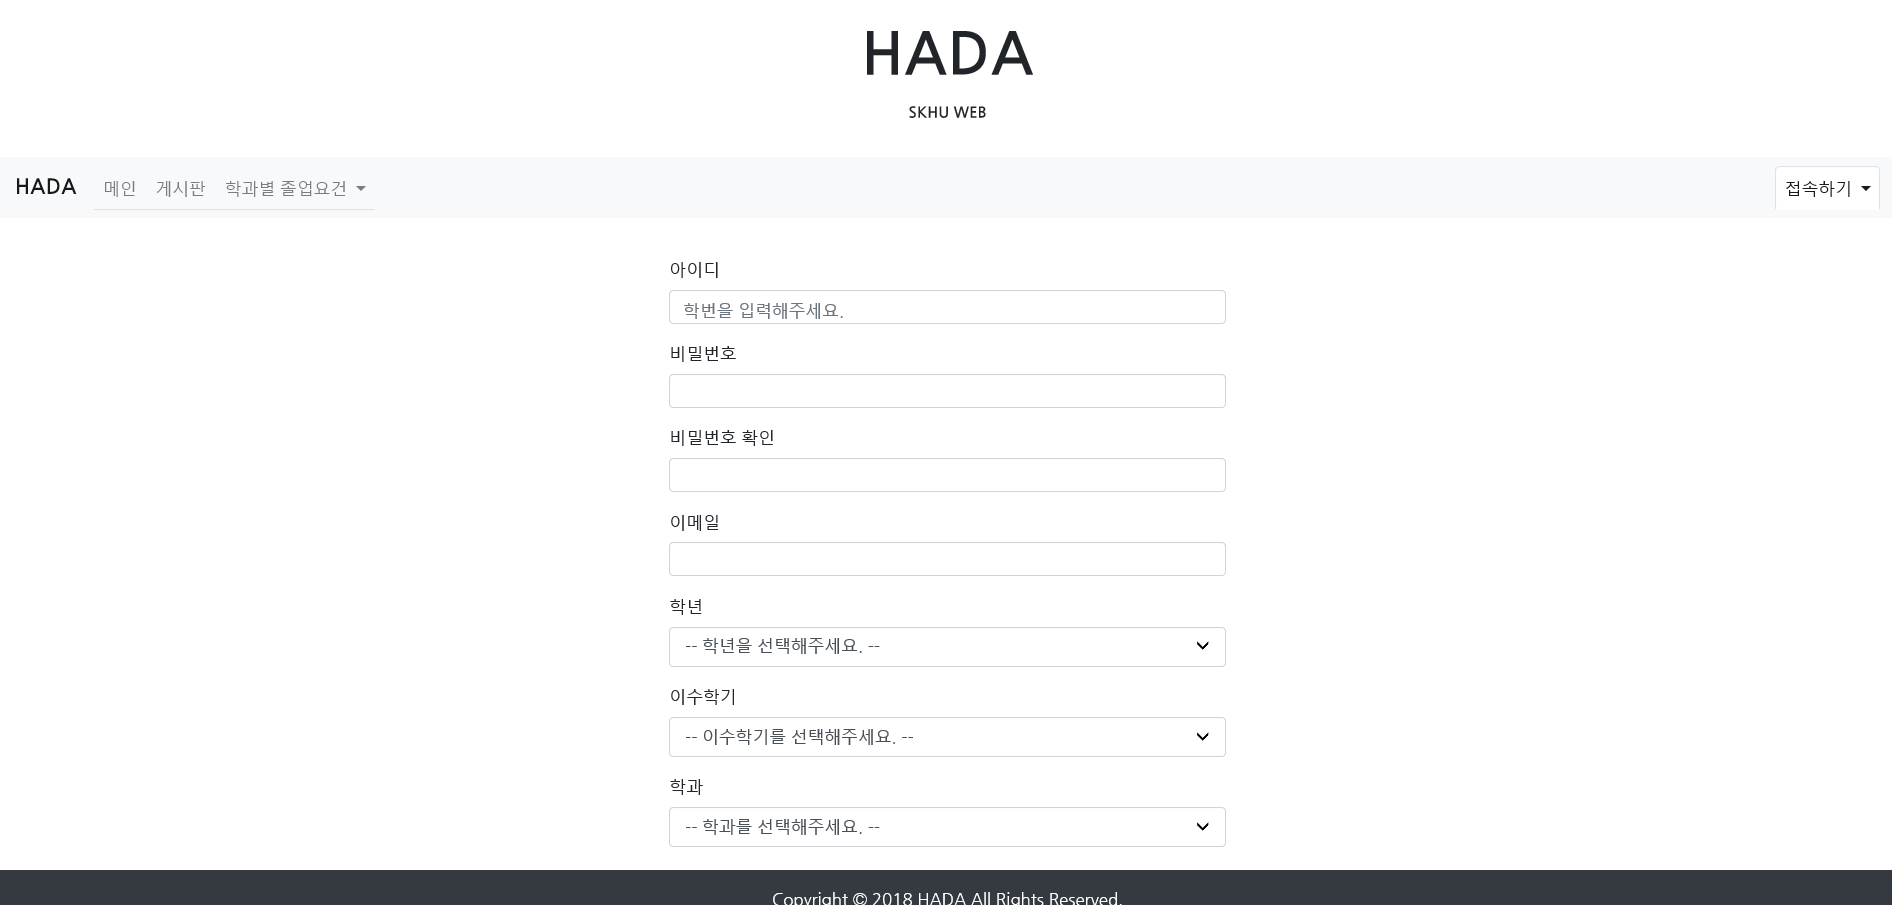 HADA
SKHU WEB
HADA 메인 게시판 학과별 졸업요건 접속하기
아이디
학번을 입력해주세요.
비밀번호
비밀번호 확인
이메일
학년
-- 학년을 선택해주세요. --
이수학기
-- 이수학기를 선택해주세요. --
학과
-- 학과를 선택해주세요. --
Copyright © 2018 HADA All Rights Reserved.